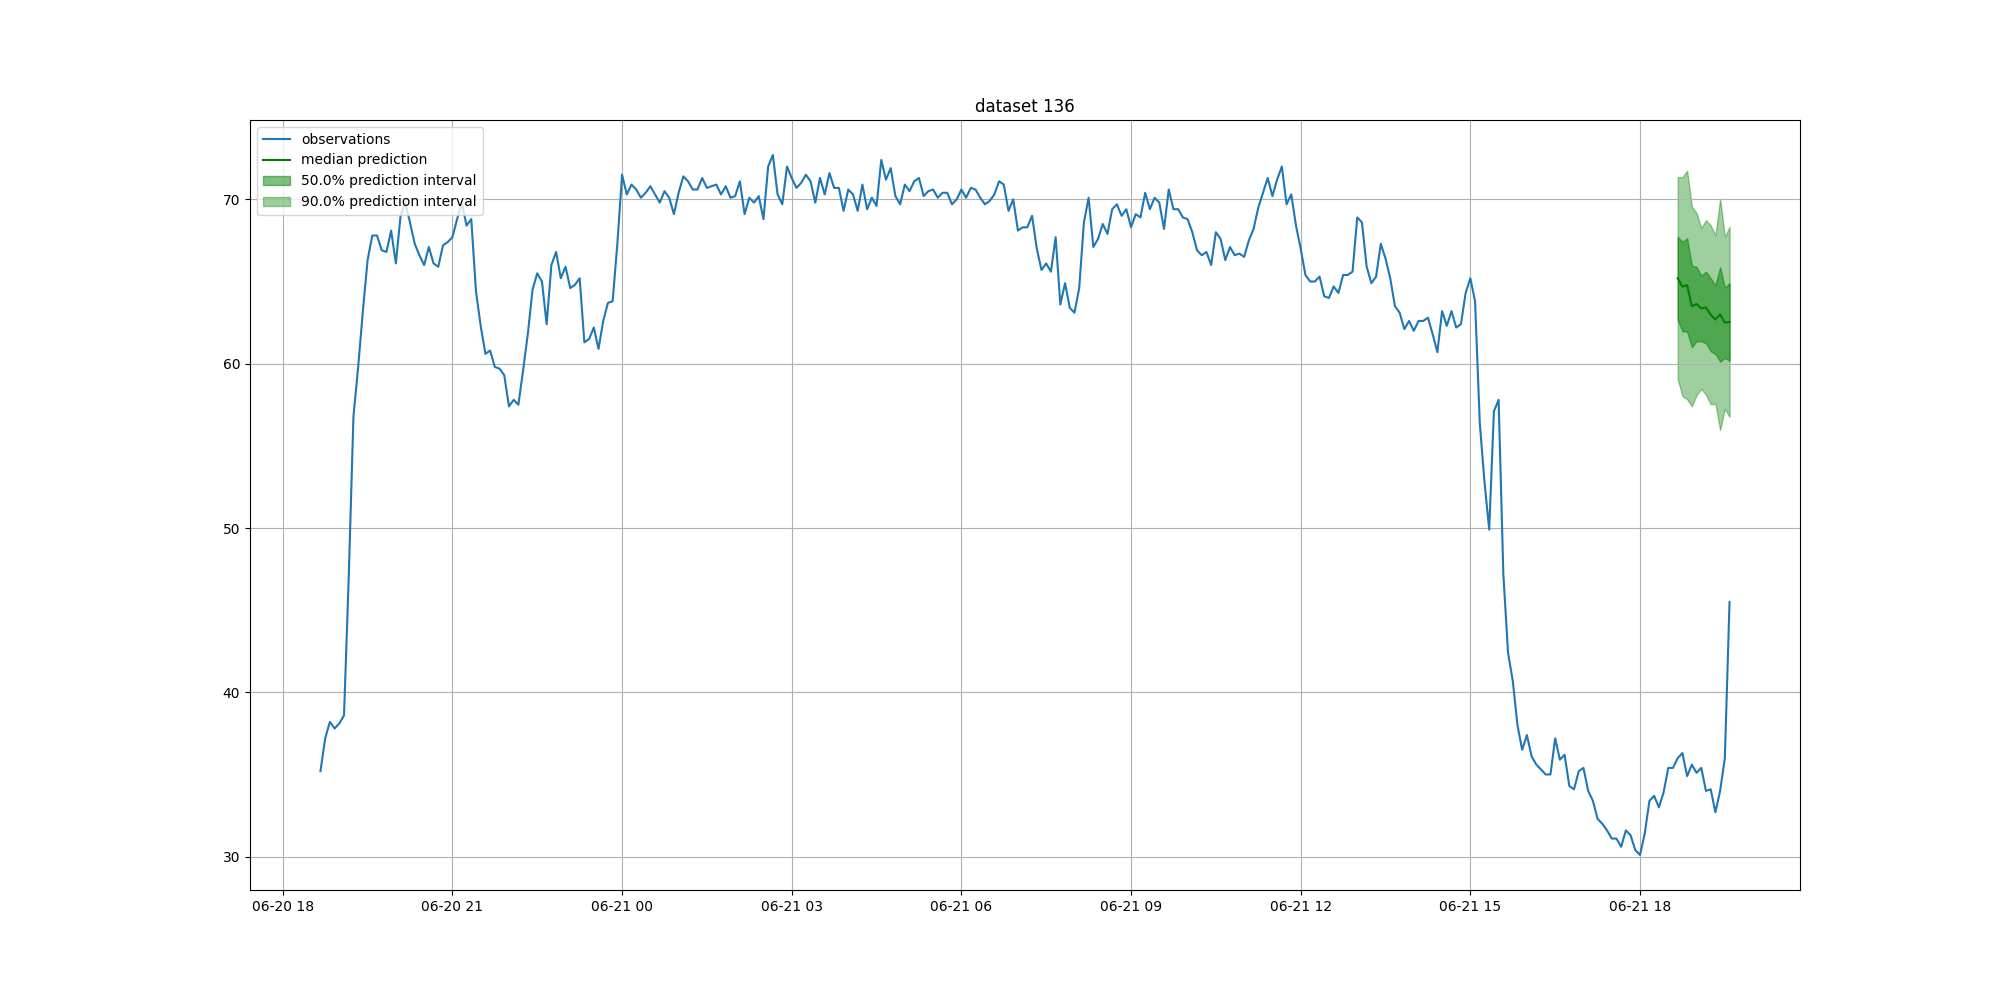 dataset 136
observations
median prediction
50.0% prediction interval
90.0% prediction interval
70
60
50
40
30
06-20 18 06-20 21 06-21 00 06-21 03 06-21 06 06-21 09 06-21 12 06-21 15 06-21 18